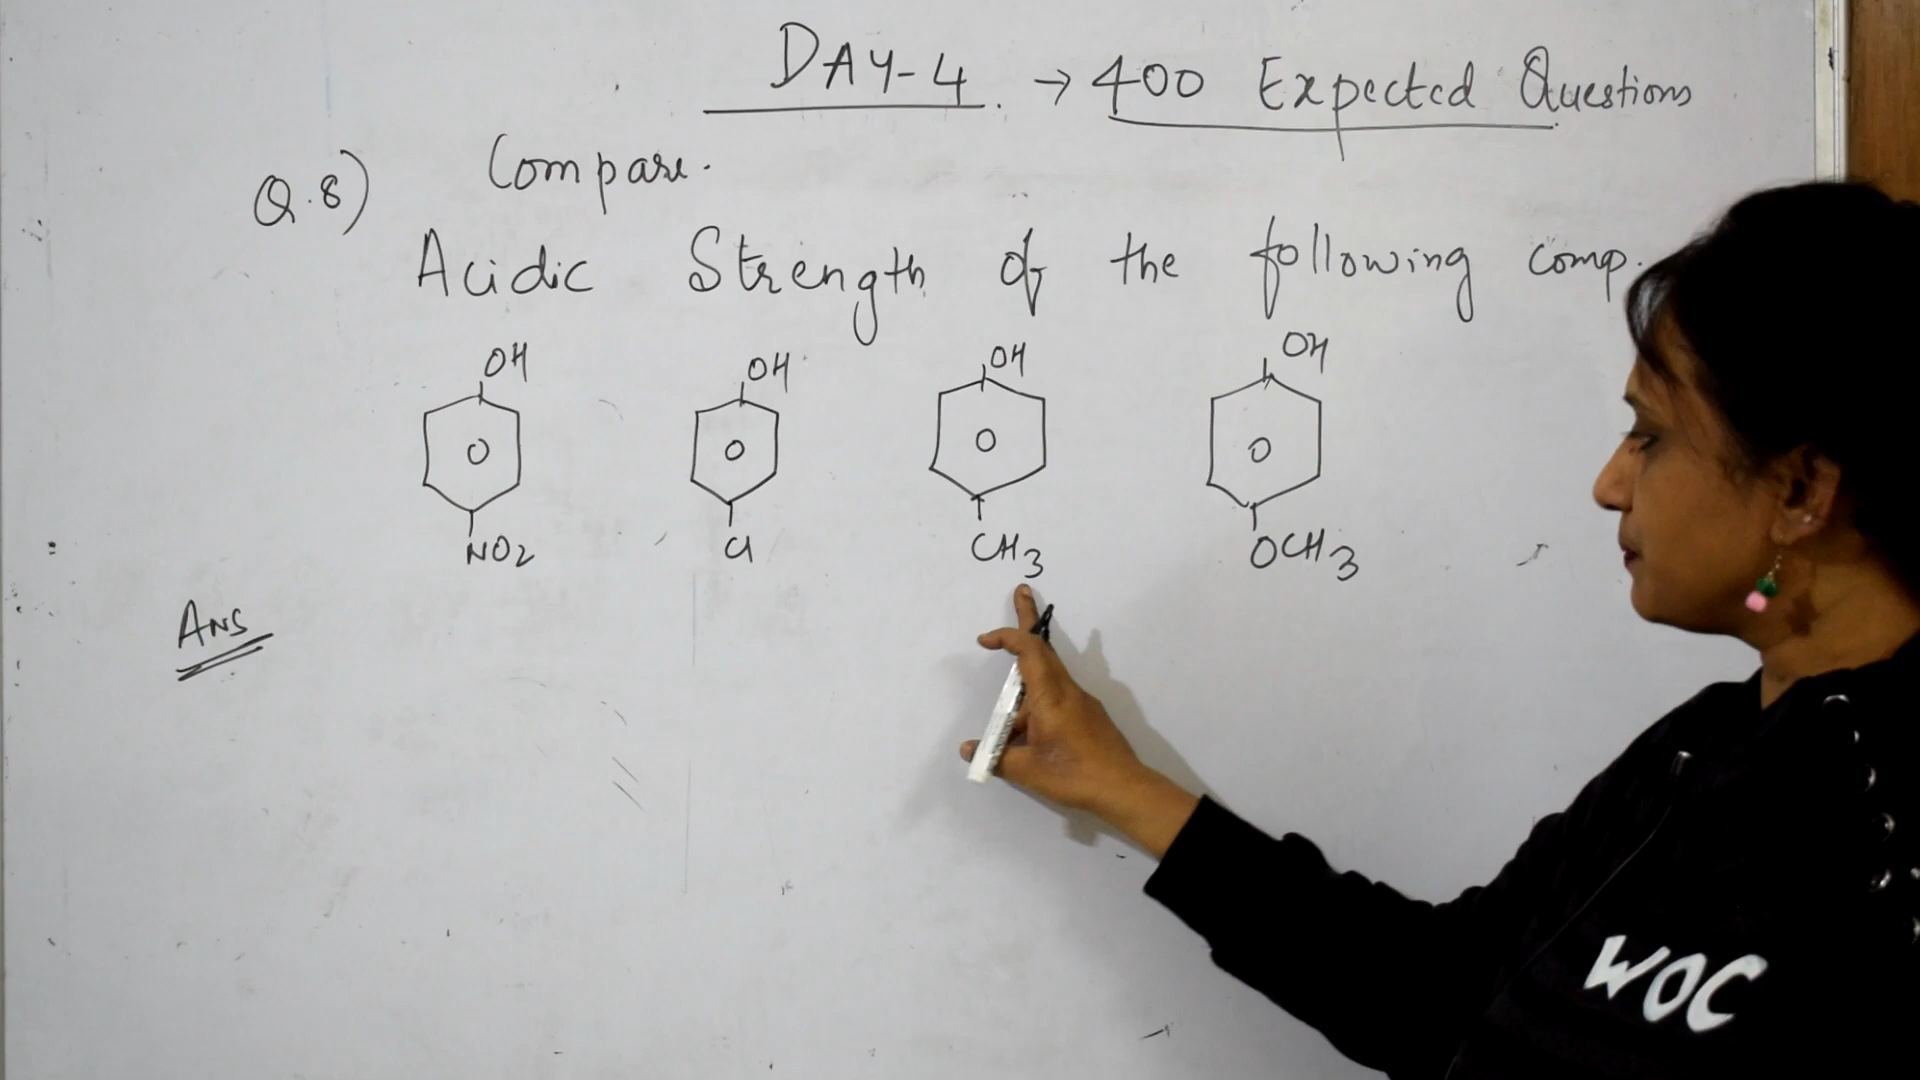 DAY-4 → 400 Expected Questions
Q.8) Compare.
Acidic Strength of the following comp.
OH OH OH OH
NO2 Cl CH3 OCH3
Ans
WOC